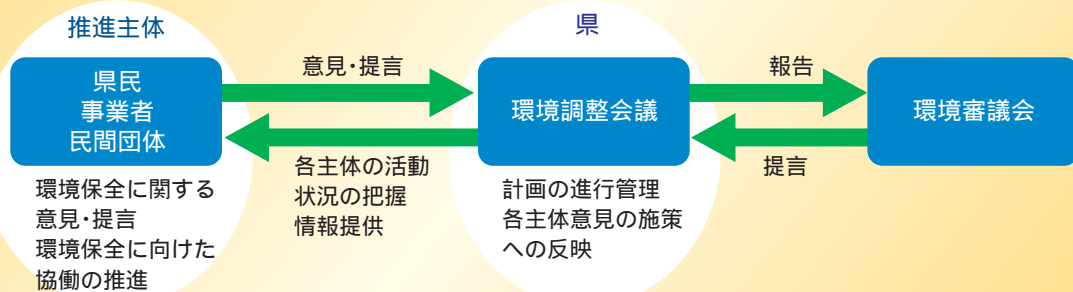 推進主体
県民
事業者
民間団体
環境保全に関する
意見・提言
環境保全に向けた
協働の推進
意見・提言
各主体の活動
状況の把握
情報提供
県
環境調整会議
計画の進行管理
各主体意見の施策
への反映
報告
提言
環境審議会